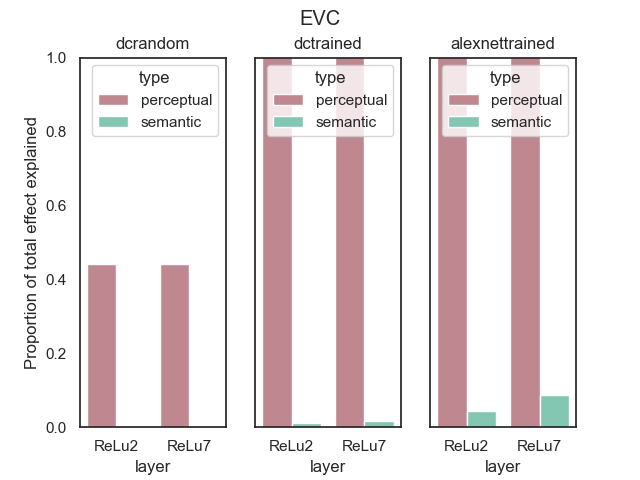 EVC
dcrandom
dctrained
alexnettrained
Proportion of total effect explained
1.0
0.8
0.6
0.4
0.2
0.0
type
perceptual
semantic
type
perceptual
semantic
type
perceptual
semantic
ReLu2 ReLu7
layer
ReLu2 ReLu7
layer
ReLu2 ReLu7
layer